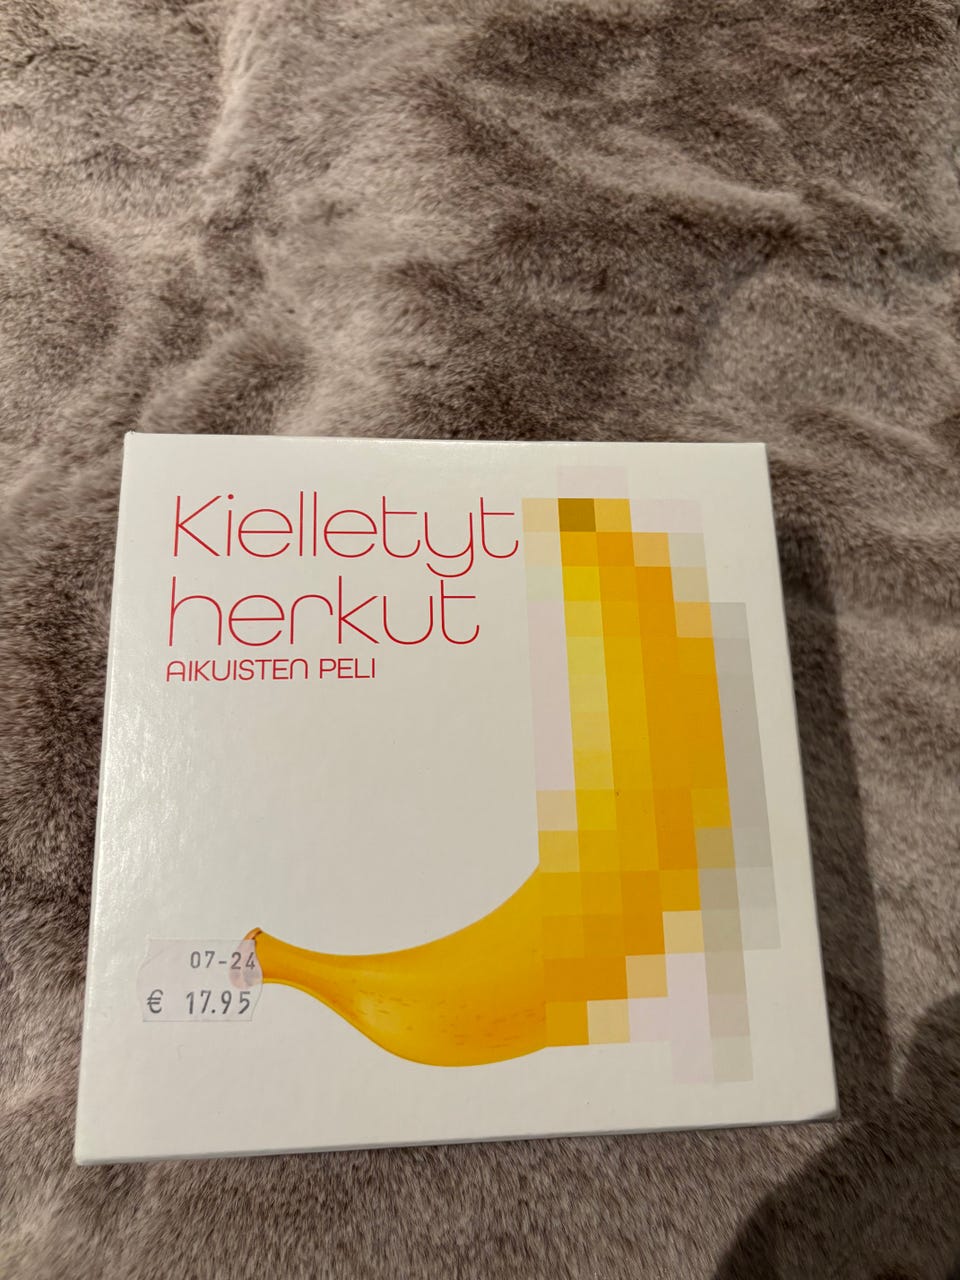 Kielletyt
herkut
AIKUISTEN PELI
07-24
€ 17.95